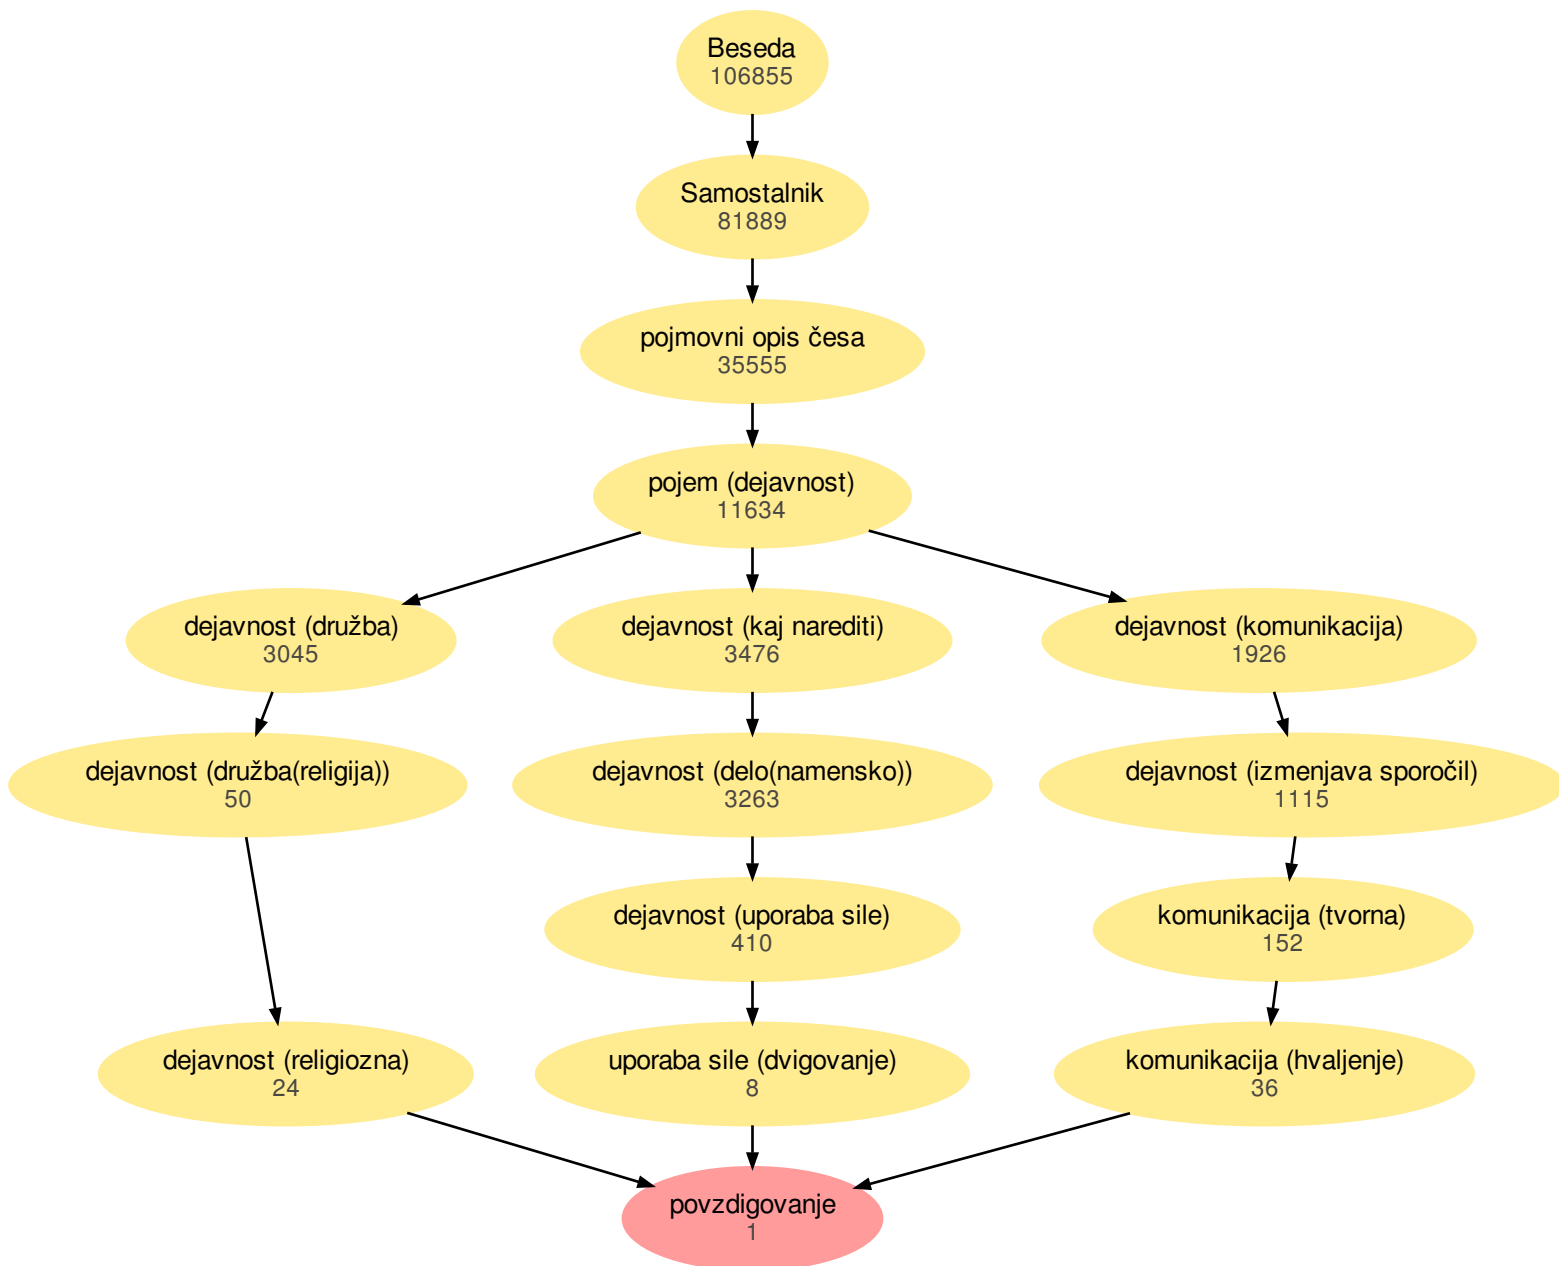 Beseda
106855
Samostalnik
81889
pojmovni opis česa
35555
pojem (dejavnost)
11634
dejavnost (družba)
3045
dejavnost (kaj narediti)
3476
dejavnost (komunikacija)
1926
dejavnost (družba(religija))
50
dejavnost (delo(namensko))
3263
dejavnost (izmenjava sporočil)
1115
dejavnost (uporaba sile)
410
komunikacija (tvorna)
152
dejavnost (religiozna)
24
uporaba sile (dvigovanje)
8
komunikacija (hvaljenje)
36
povzdigovanje
1